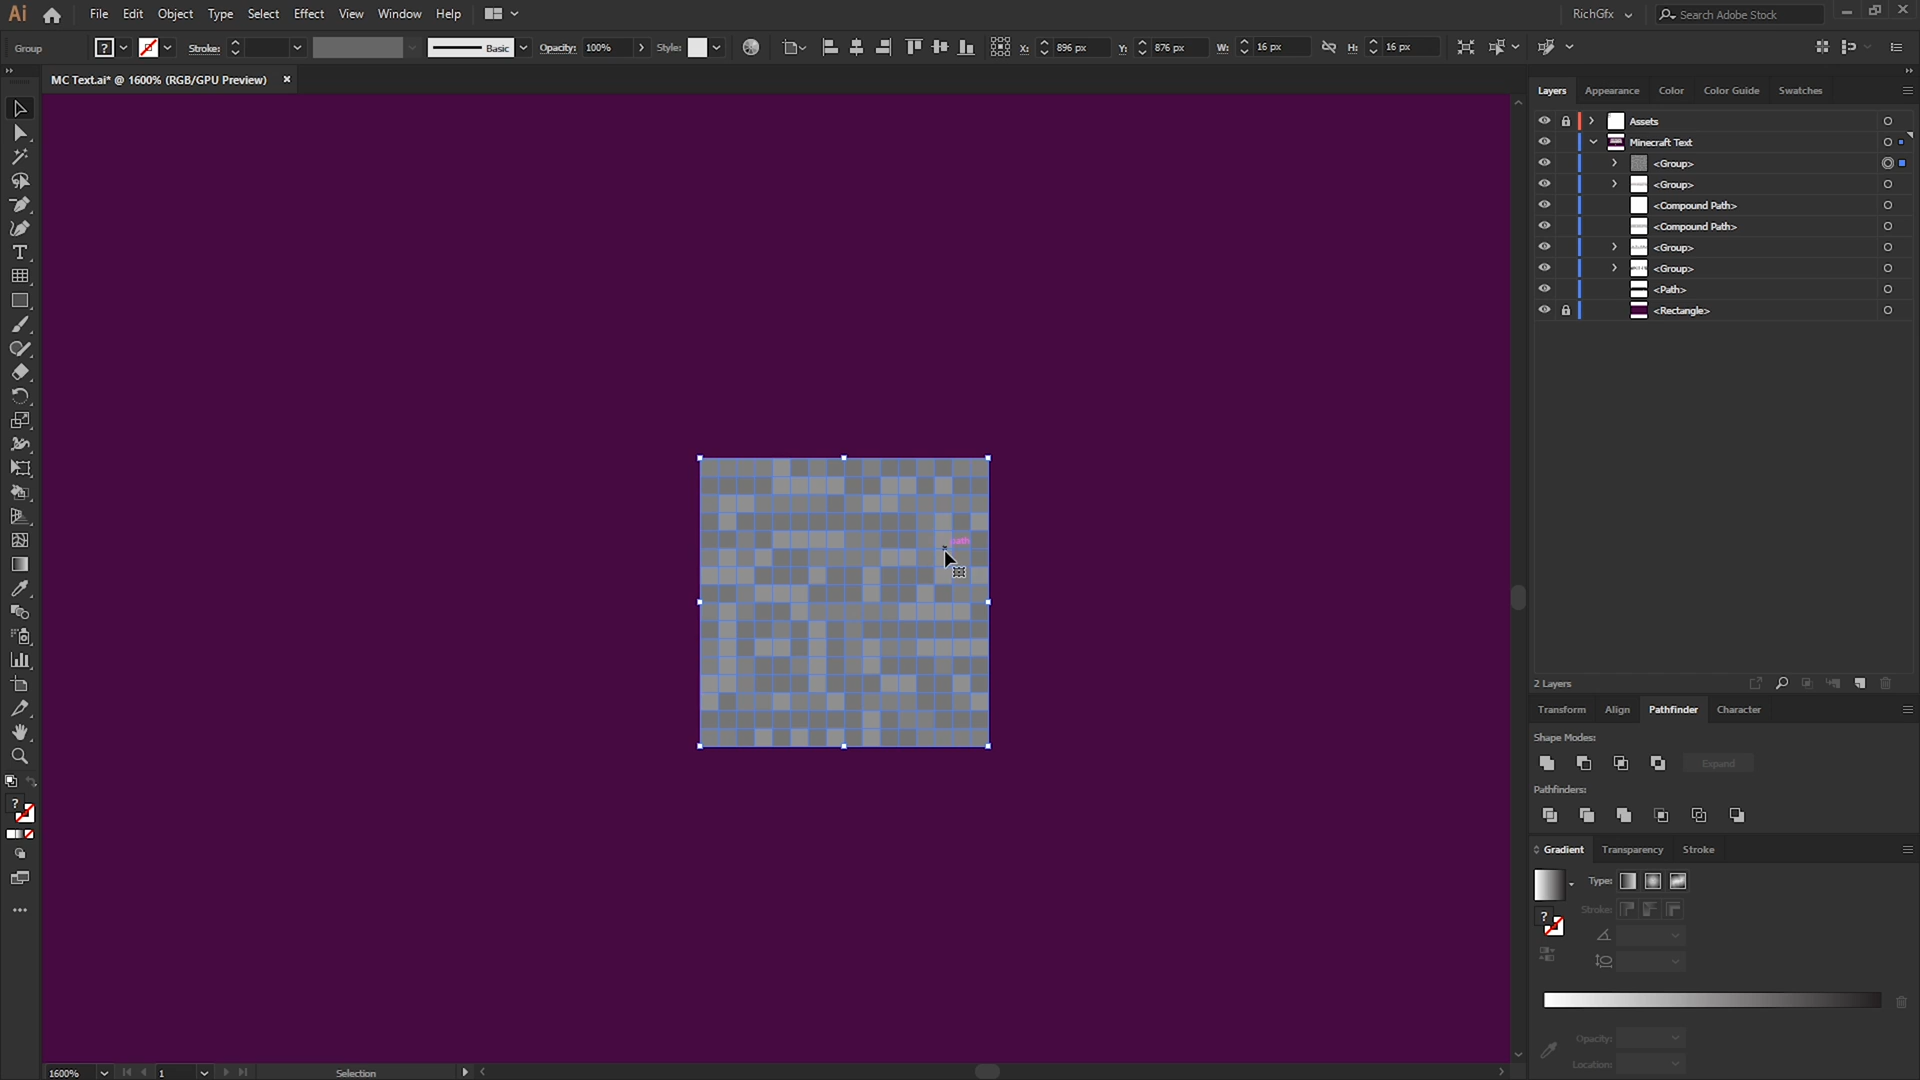 Ai File Edit Object Type Select Effect View Window Help RichGfx Search Adobe Stock
Group ? Stroke: Basic Opacity: 100% Style: X: 896 px Y: 876 px W: 16 px H: 16 px
MC Text.ai* @ 1600% (RGB/GPU Preview)
Layers Appearance Color Color Guide Swatches
Assets
Minecraft Text
<Group>
<Group>
<Compound Path>
<Compound Path>
<Group>
<Group>
<Path>
<Rectangle>
path
2 Layers
Transform Align Pathfinder Character
Shape Modes:
Expand
Pathfinders:
Gradient Transparency Stroke
Type:
Stroke:
?
?
Opacity:
Location:
1600% 1 Selection